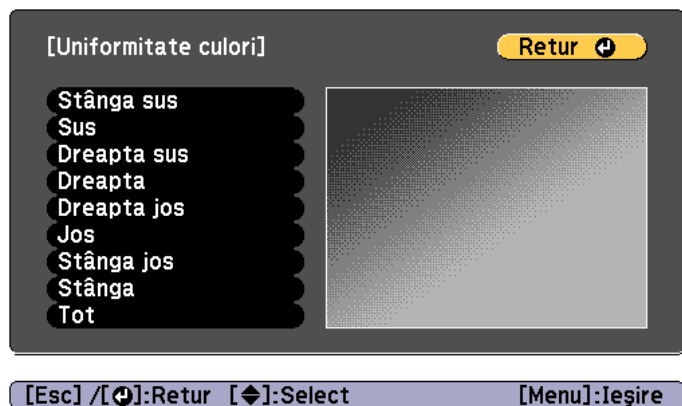 [Uniformitate culori]
Retur
Stânga sus
Sus
Dreapta sus
Dreapta
Dreapta jos
Jos
Stânga jos
Stânga
Tot
[Esc] /[⏎]:Retur [◆]:Select [Menu]:Ieşire